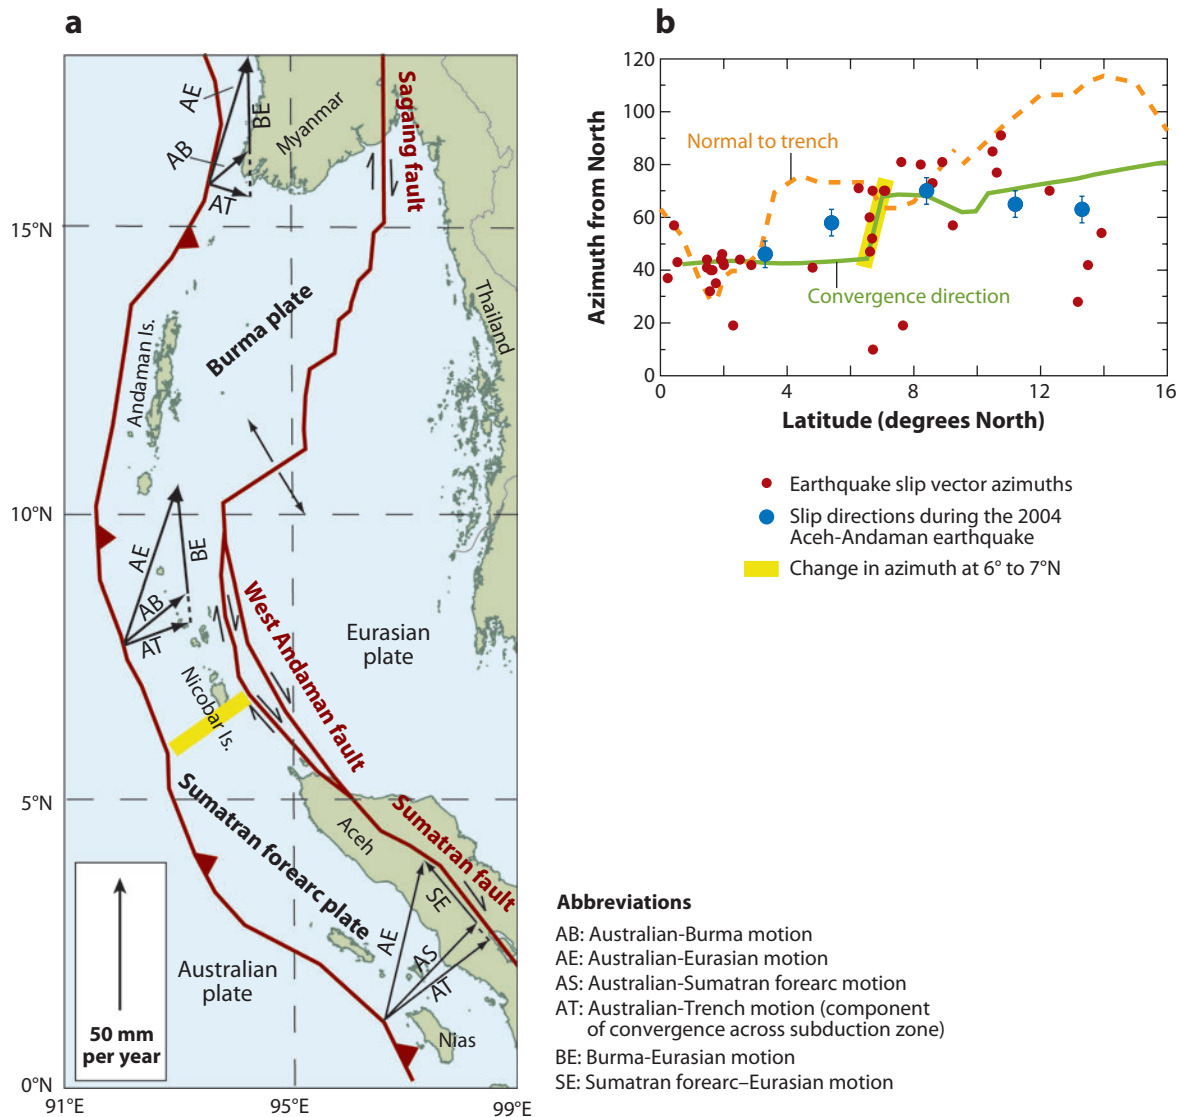 a
15°N
10°N
5°N
0°N
91°E
95°E
99°E
AE
BE
AB
AT
Myanmar
Sagaing fault
Burma plate
Andaman Is.
Thailand
AE
BE
AB
AT
West Andaman fault
Eurasian
plate
Nicobar Is.
Sumatran forearc plate
Aceh
Sumatran fault
SE
AE
AS
AT
Australian
plate
Nias
50 mm
per year
b
Azimuth from North
120
100
80
60
40
20
0
0
4
8
12
16
Latitude (degrees North)
Normal to trench
Convergence direction
Earthquake slip vector azimuths
Slip directions during the 2004
Aceh-Andaman earthquake
Change in azimuth at 6° to 7°N
Abbreviations
AB: Australian-Burma motion
AE: Australian-Eurasian motion
AS: Australian-Sumatran forearc motion
AT: Australian-Trench motion (component
of convergence across subduction zone)
BE: Burma-Eurasian motion
SE: Sumatran forearc–Eurasian motion